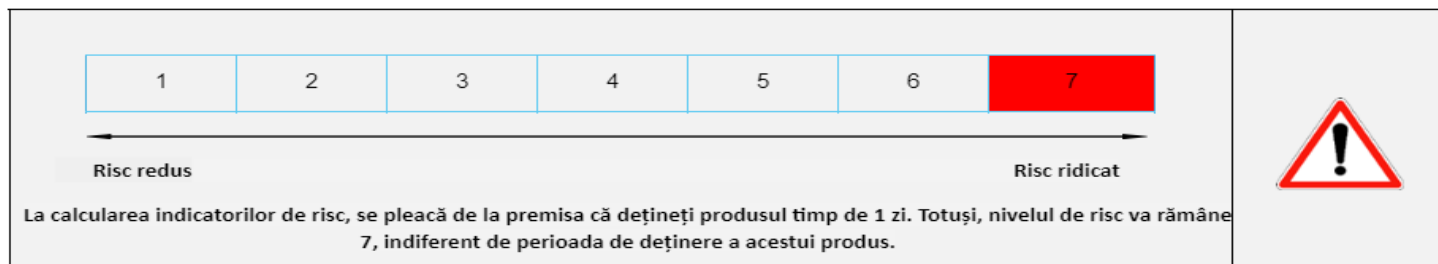 1 2 3 4 5 6 7
Risc redus Risc ridicat
La calcularea indicatorilor de risc, se pleacă de la premisa că dețineți produsul timp de 1 zi. Totuși, nivelul de risc va rămâne
7, indiferent de perioada de deținere a acestui produs.